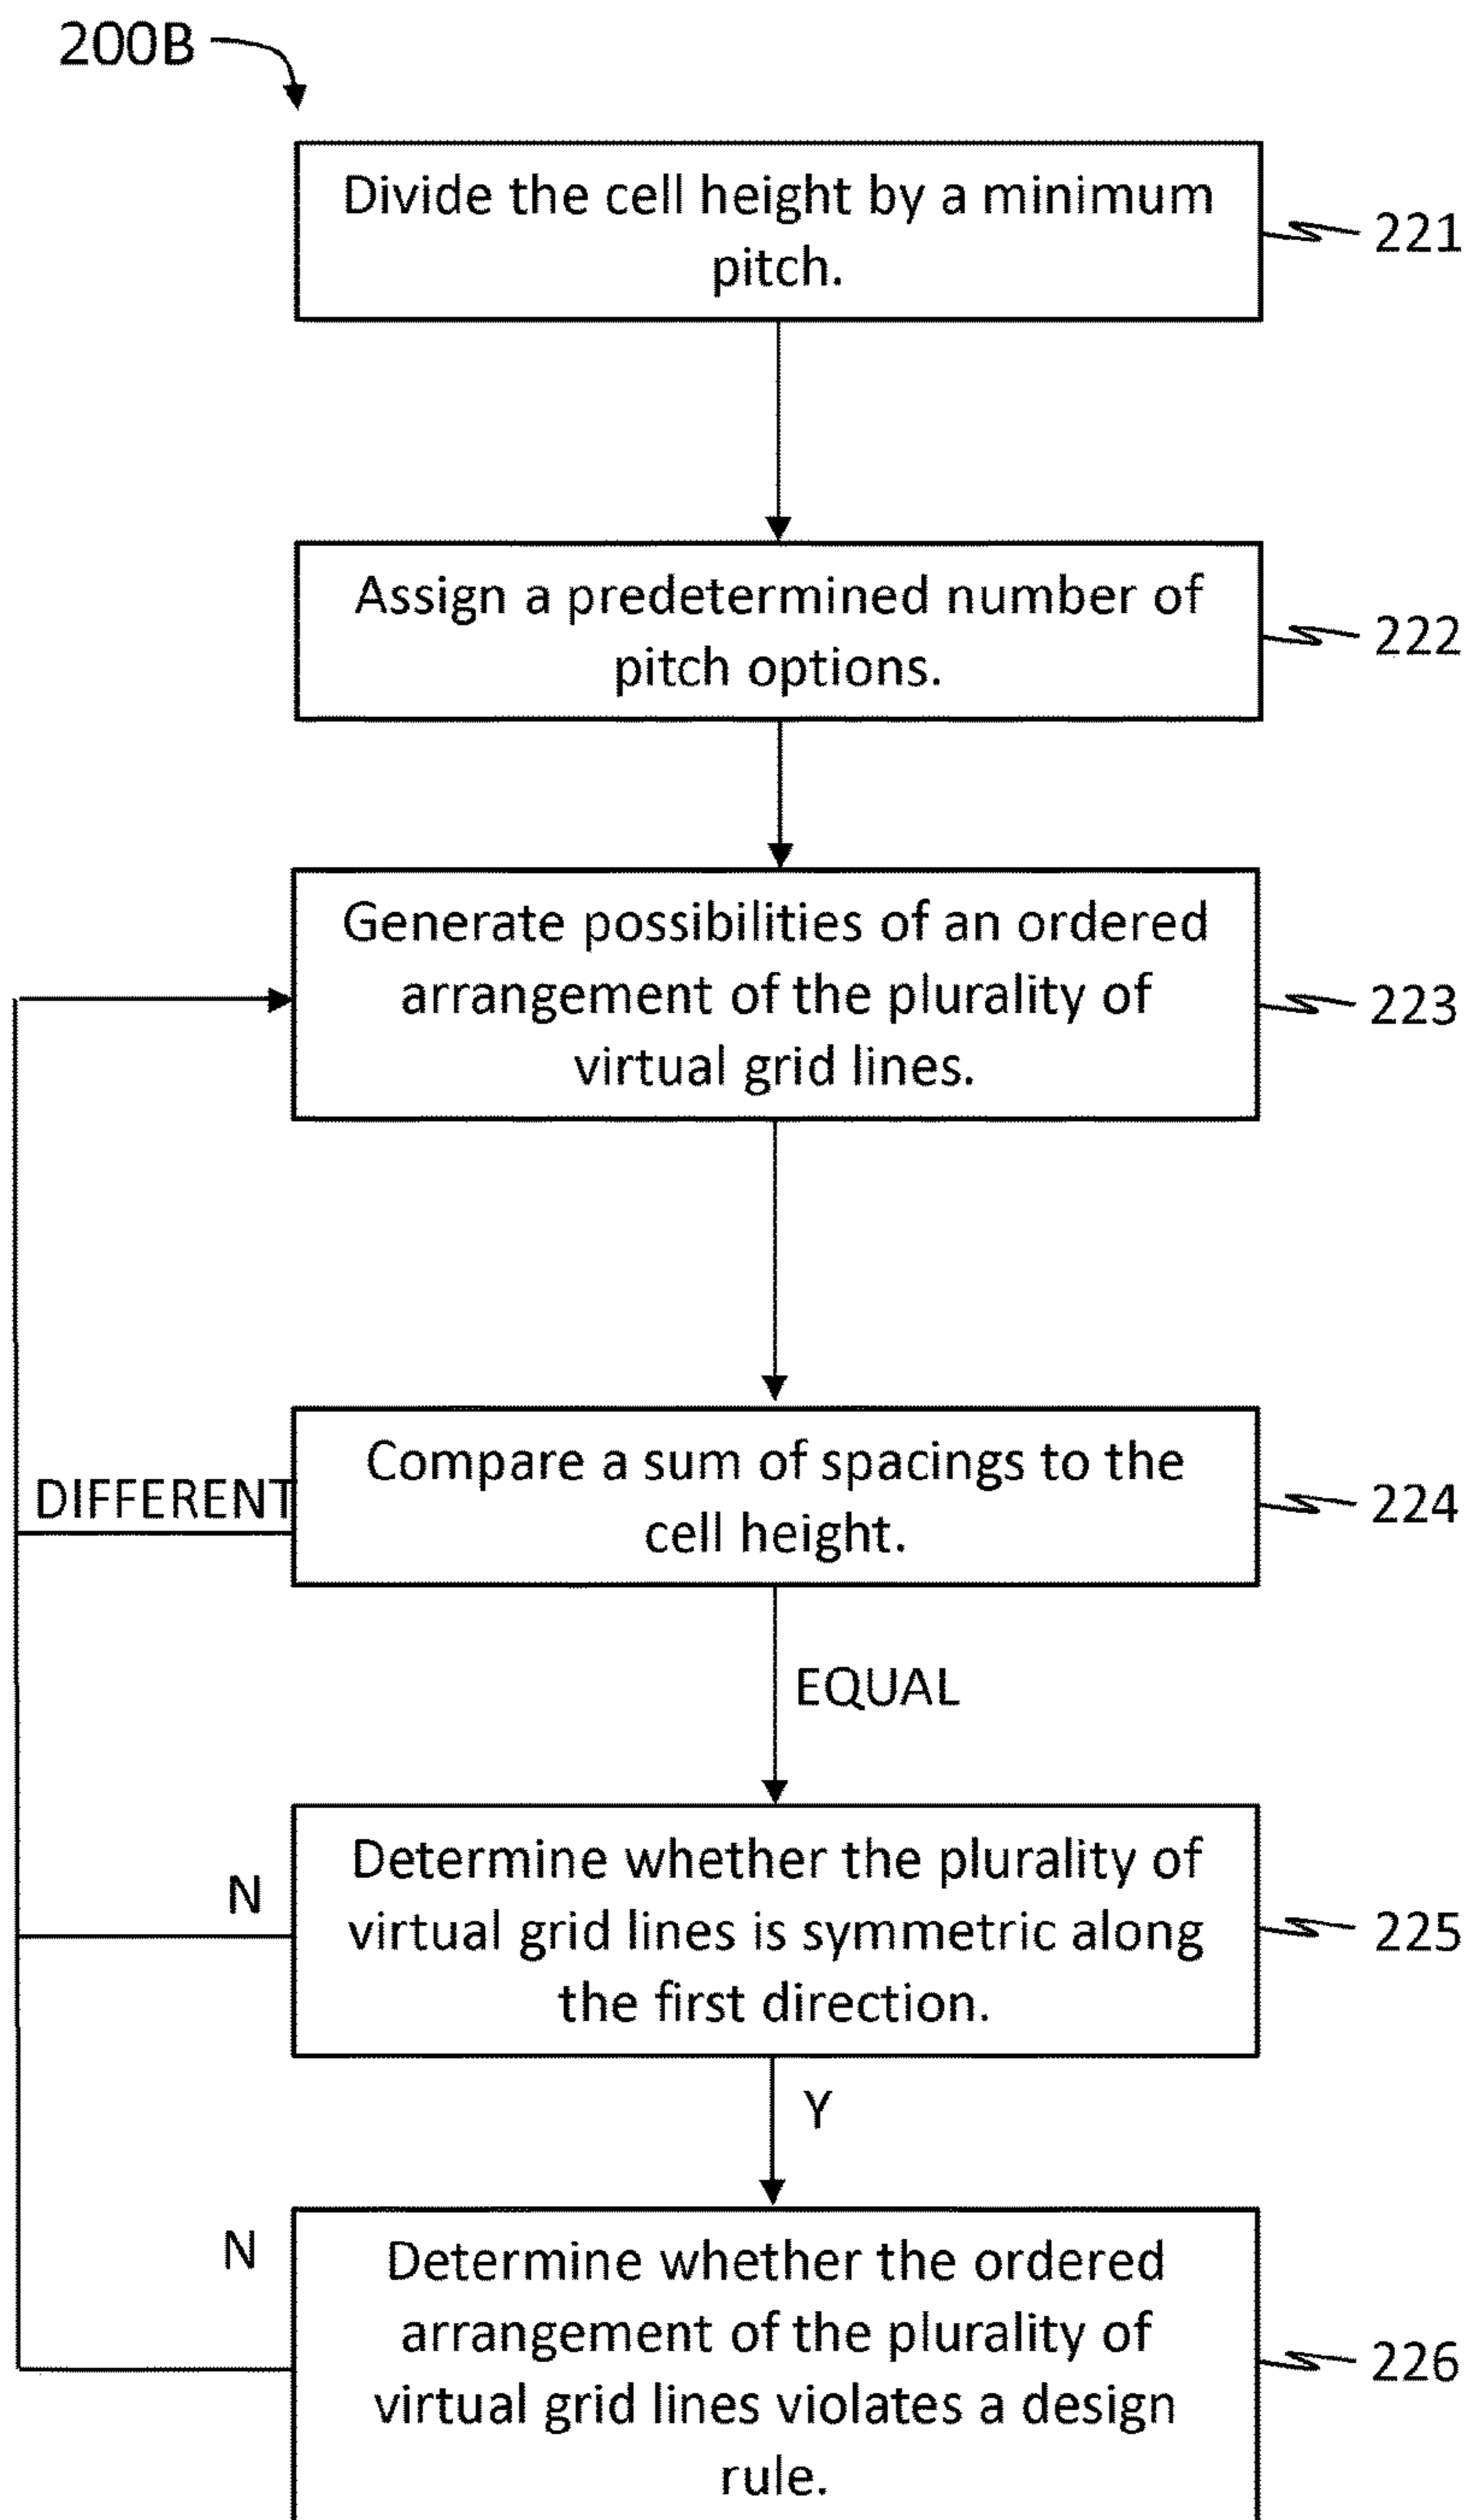 200B
Divide the cell height by a minimum
pitch.
221
Assign a predetermined number of
pitch options.
222
Generate possibilities of an ordered
arrangement of the plurality of
virtual grid lines.
223
Compare a sum of spacings to the
cell height.
224
DIFFERENT
EQUAL
Determine whether the plurality of
virtual grid lines is symmetric along
the first direction.
225
N
Y
Determine whether the ordered
arrangement of the plurality of
virtual grid lines violates a design
rule.
226
N